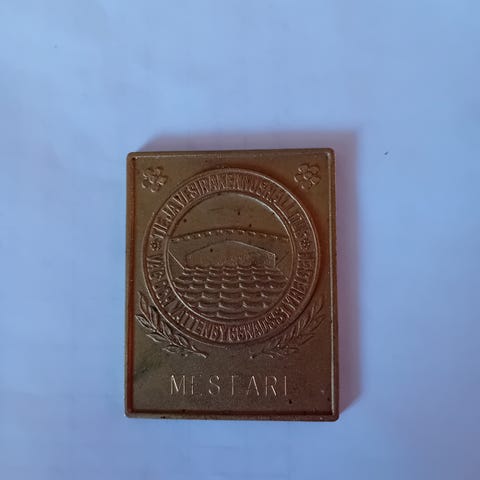 TIE JA VESIRAKENNUSHALLITUS
VÄG OCH VATTENBYGGNADSSTYRELSEN
MESTARI